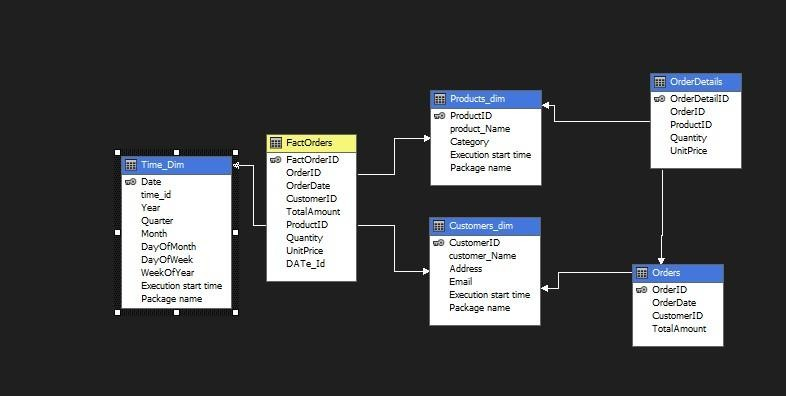 Time_Dim
Date
time_id
Year
Quarter
Month
DayOfMonth
DayOfWeek
WeekOfYear
Execution start time
Package name
FactOrders
FactOrderID
OrderID
OrderDate
CustomerID
TotalAmount
ProductID
Quantity
UnitPrice
DATe_Id
Products_dim
ProductID
product_Name
Category
Execution start time
Package name
Customers_dim
CustomerID
customer_Name
Address
Email
Execution start time
Package name
OrderDetails
OrderDetailID
OrderID
ProductID
Quantity
UnitPrice
Orders
OrderID
OrderDate
CustomerID
TotalAmount